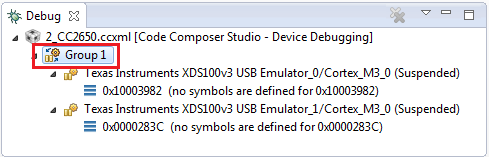 Debug
2_CC2650.ccxml [Code Composer Studio - Device Debugging]
Group 1
Texas Instruments XDS100v3 USB Emulator_0/Cortex_M3_0 (Suspended)
0x10003982 (no symbols are defined for 0x10003982)
Texas Instruments XDS100v3 USB Emulator_1/Cortex_M3_0 (Suspended)
0x0000283C (no symbols are defined for 0x0000283C)